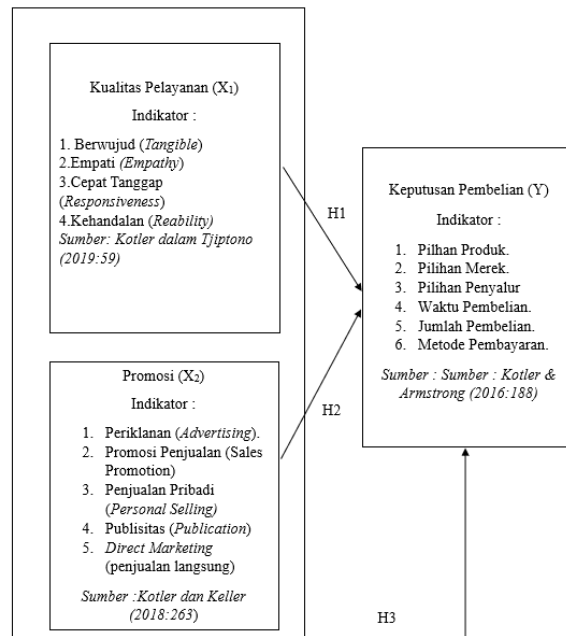 Kualitas Pelayanan (X₁)
Indikator :
1. Berwujud (Tangible)
2.Empati (Empathy)
3.Cepat Tanggap
(Responsiveness)
4.Kehandalan (Reability)
Sumber: Kotler dalam Tjiptono
(2019:59)
H1
Keputusan Pembelian (Y)
Indikator :
1. Pilhan Produk.
2. Pilihan Merek.
3. Pilihan Penyalur
4. Waktu Pembelian.
5. Jumlah Pembelian.
6. Metode Pembayaran.
Sumber : Sumber : Kotler &
Armstrong (2016:188)
Promosi (X₂)
Indikator :
1. Periklanan (Advertising).
2. Promosi Penjualan (Sales
Promotion)
3. Penjualan Pribadi
(Personal Selling)
4. Publisitas (Publication)
5. Direct Marketing
(penjualan langsung)
Sumber :Kotler dan Keller
(2018:263)
H2
H3